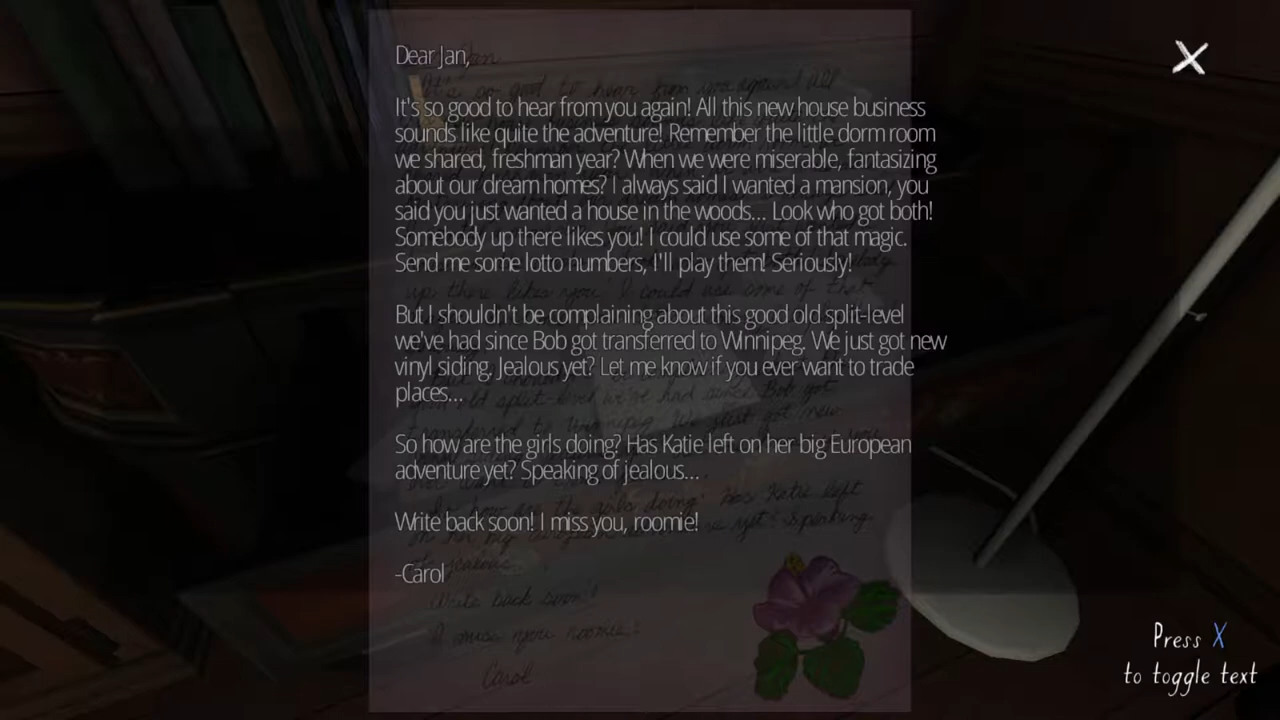 Dear Jan,
It's so good to hear from you again! All this new house business
sounds like quite the adventure! Remember the little dorm room
we shared, freshman year? When we were miserable, fantasizing
about our dream homes? I always said I wanted a mansion, you
said you just wanted a house in the woods... Look who got both!
Somebody up there likes you! I could use some of that magic.
Send me some lotto numbers, I'll play them! Seriously!
But I shouldn't be complaining about this good old split-level
we've had since Bob got transferred to Winnipeg. We just got new
vinyl siding. Jealous yet? Let me know if you ever want to trade
places...
So how are the girls doing? Has Katie left on her big European
adventure yet? Speaking of jealous...
Write back soon! I miss you, roomie!
-Carol
Write back soon!
I miss you, roomie!
Carol
Press X
to toggle text